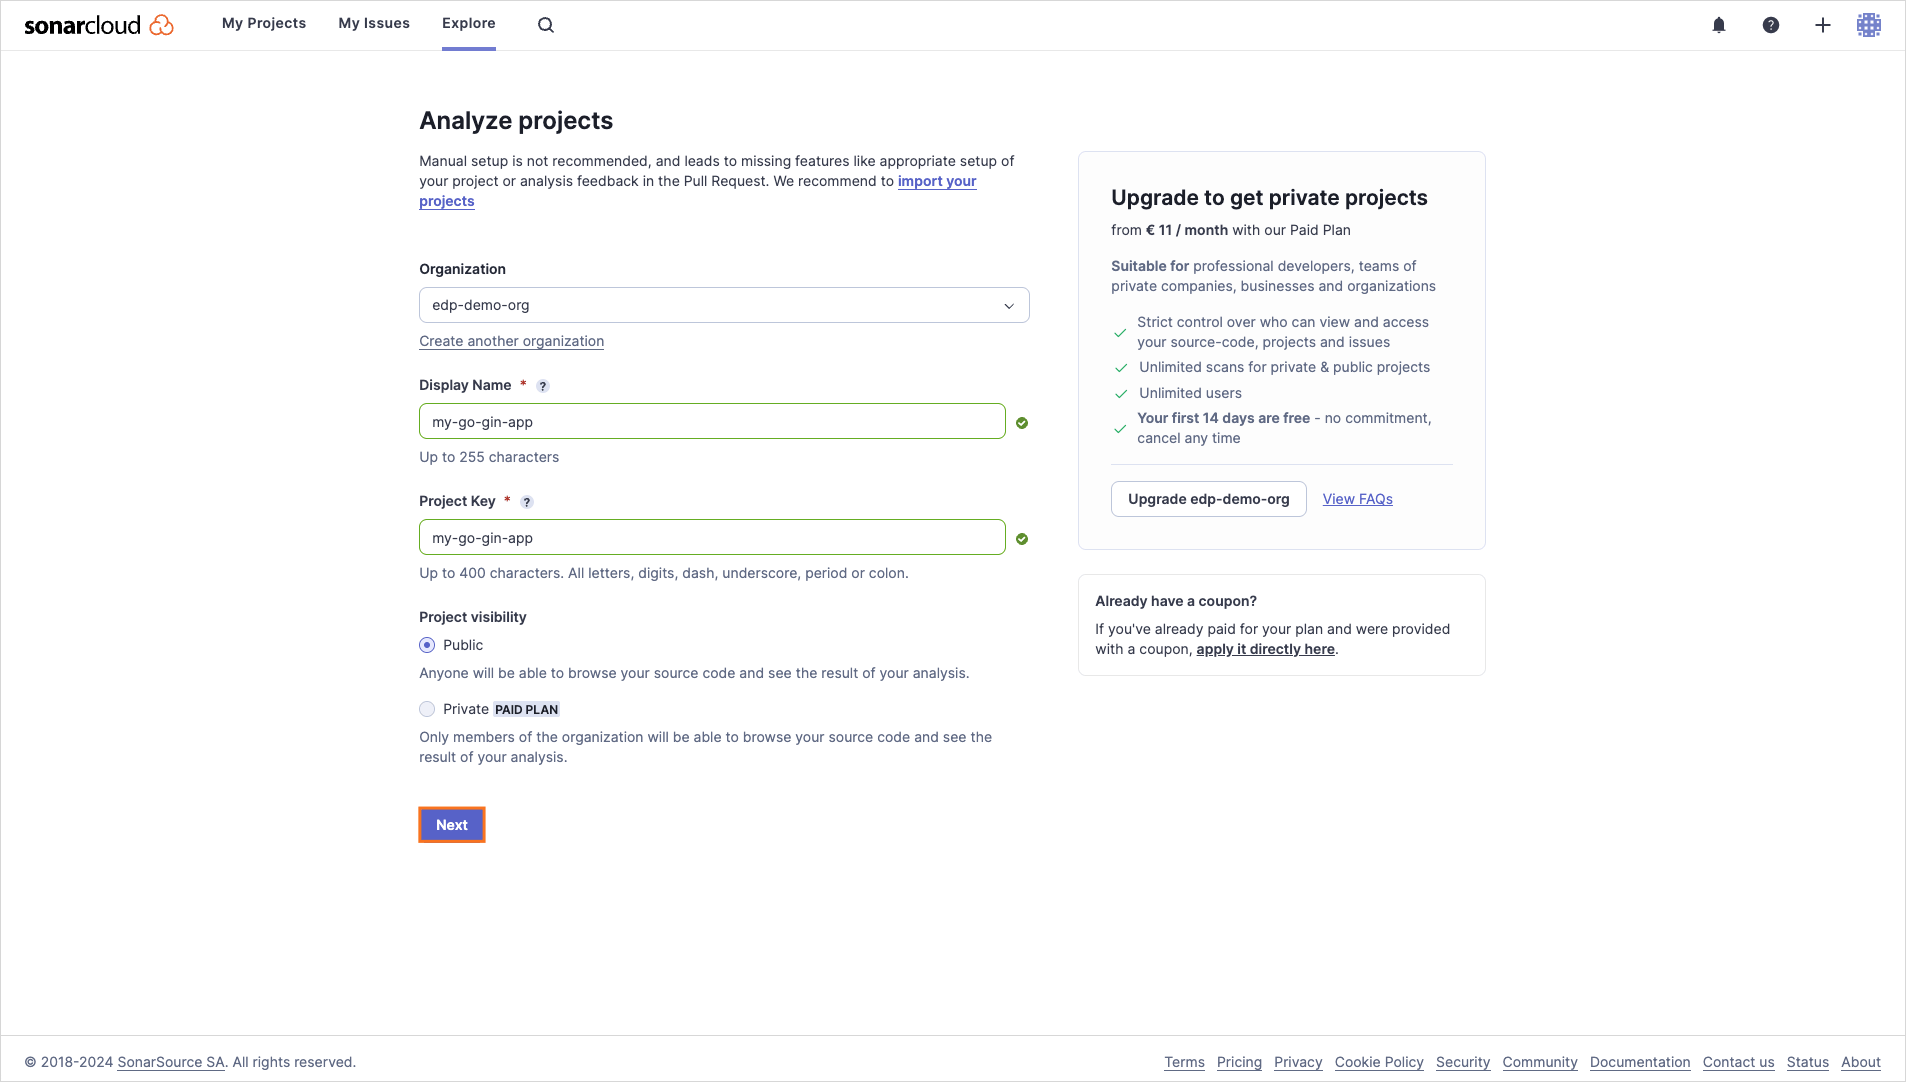 sonarcloud
My Projects
My Issues
Explore
Analyze projects
Manual setup is not recommended, and leads to missing features like appropriate setup of
your project or analysis feedback in the Pull Request. We recommend to import your
projects
Organization
edp-demo-org
Create another organization
Display Name * ?
my-go-gin-app
Up to 255 characters
Project Key * ?
my-go-gin-app
Up to 400 characters. All letters, digits, dash, underscore, period or colon.
Project visibility
Public
Anyone will be able to browse your source code and see the result of your analysis.
Private PAID PLAN
Only members of the organization will be able to browse your source code and see the
result of your analysis.
Next
Upgrade to get private projects
from € 11 / month with our Paid Plan
Suitable for professional developers, teams of
private companies, businesses and organizations
Strict control over who can view and access
your source-code, projects and issues
Unlimited scans for private & public projects
Unlimited users
Your first 14 days are free - no commitment,
cancel any time
Upgrade edp-demo-org
View FAQs
Already have a coupon?
If you've already paid for your plan and were provided
with a coupon, apply it directly here.
© 2018-2024 SonarSource SA. All rights reserved.
Terms
Pricing
Privacy
Cookie Policy
Security
Community
Documentation
Contact us
Status
About